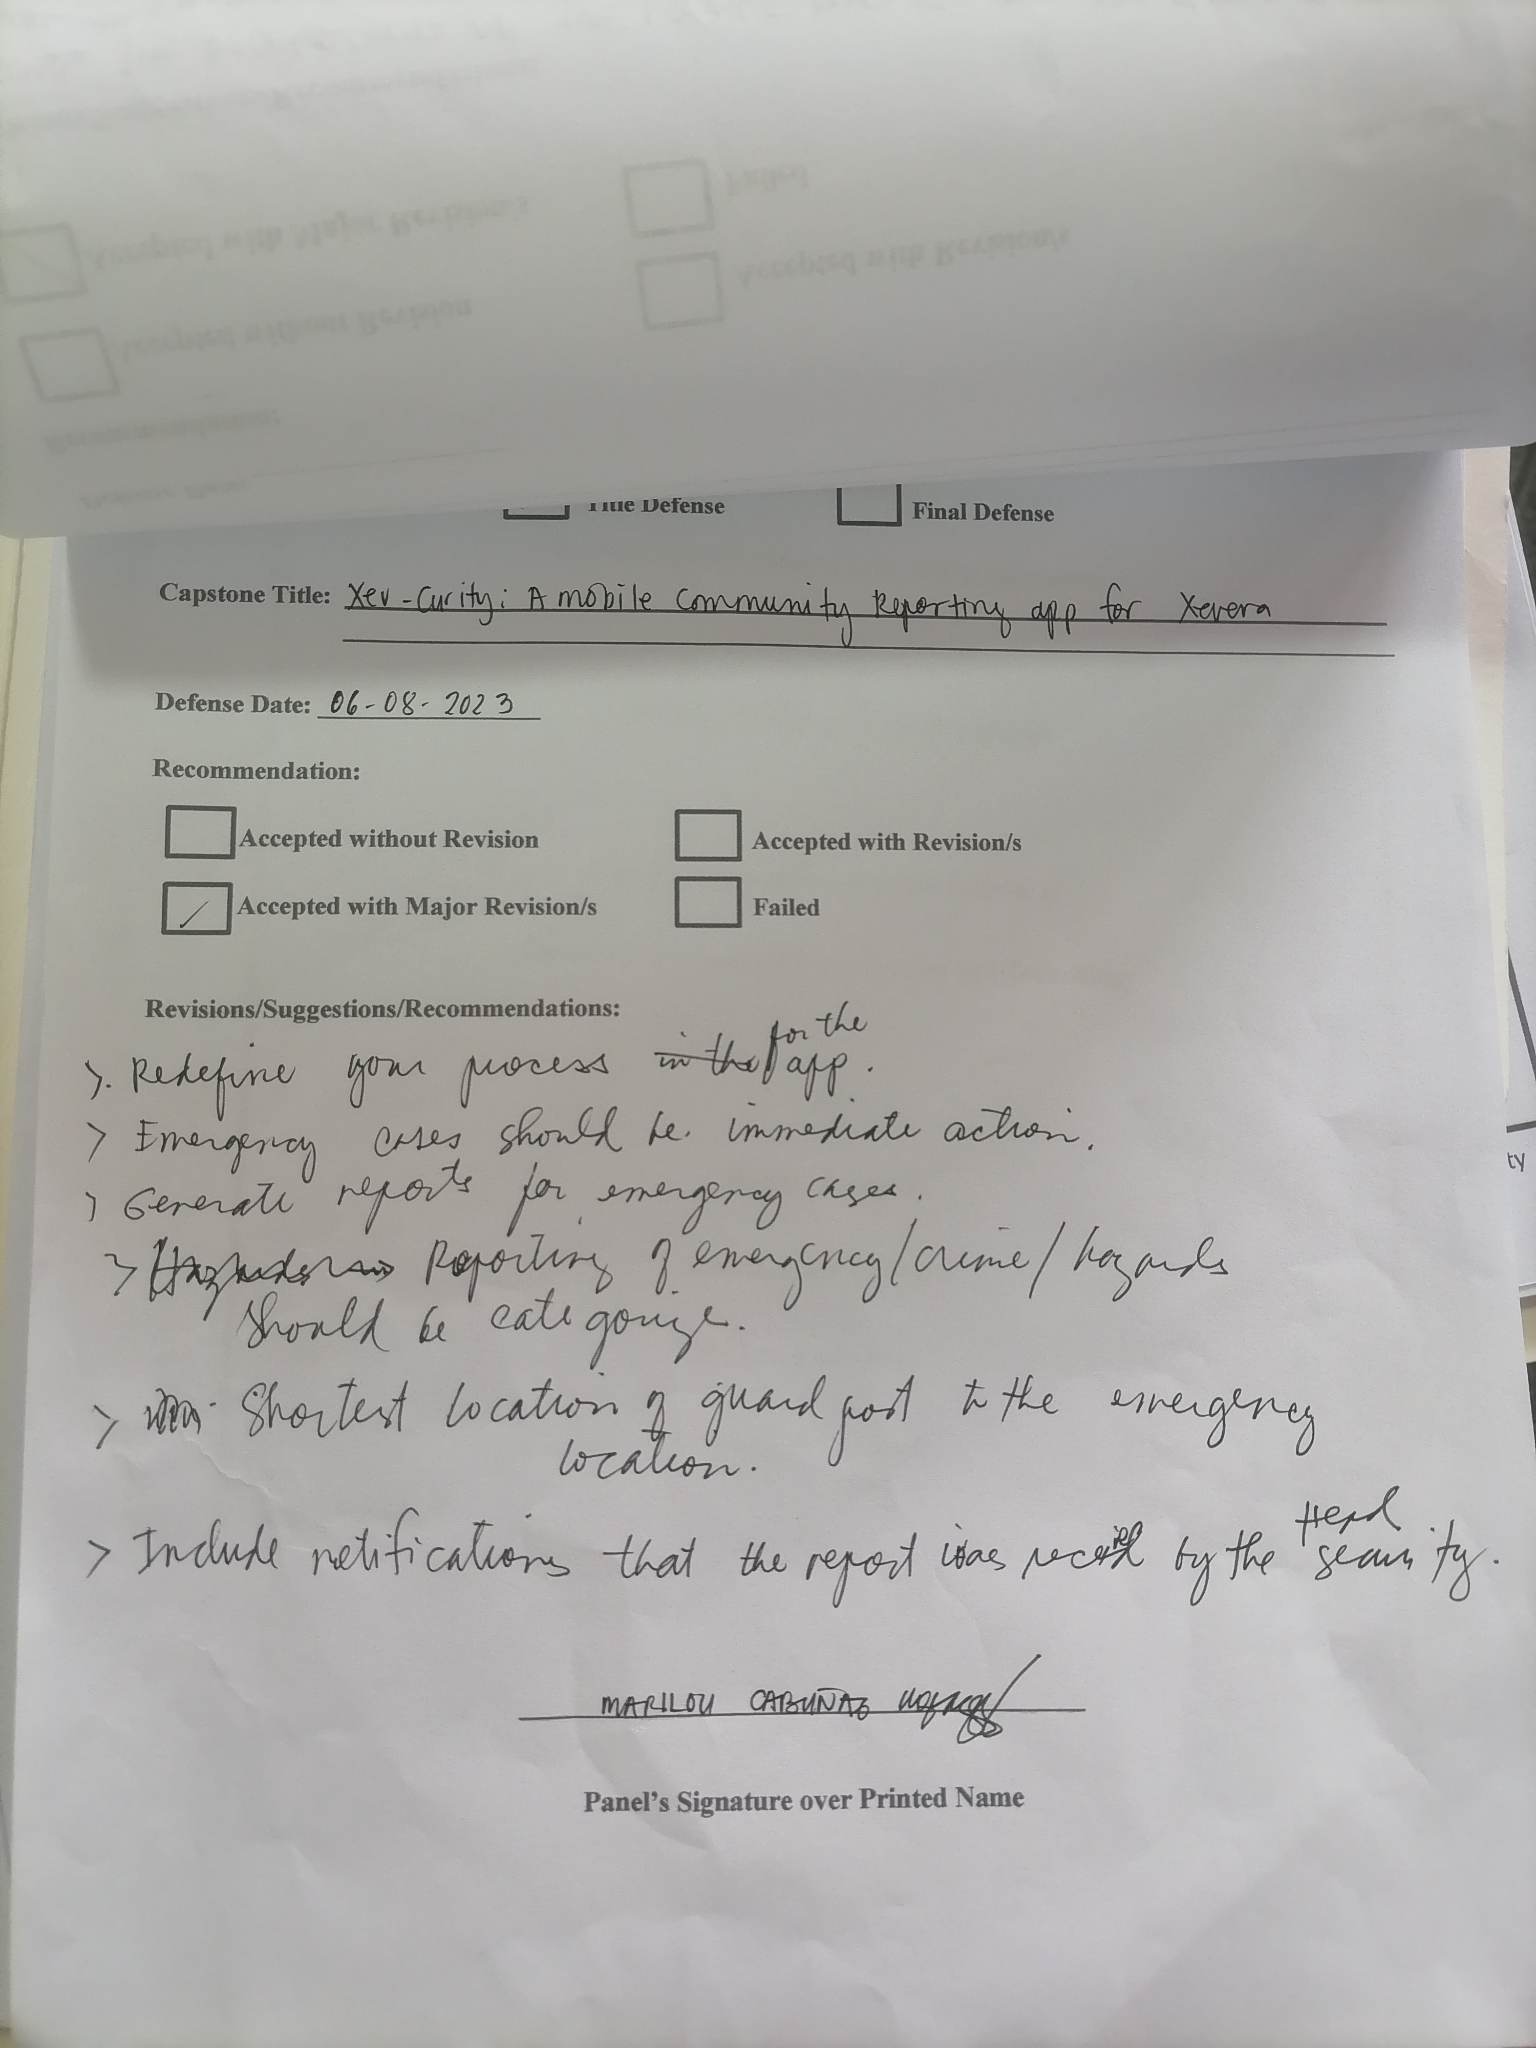 Title Defense
Final Defense
Capstone Title: Xev-Curity: A mobile Community Reporting app for Xevera
Defense Date: 06-08-2023
Recommendation:
Accepted without Revision
Accepted with Revision/s
Accepted with Major Revision/s
Failed
Revisions/Suggestions/Recommendations:
for the
> Redefine your process in the app.
> Emergency cases should be immediate action.
> Generate reports for emergency cases.
> Reporting of emergency/crime/hazards
should be categorize.
> Shortest location of guard post to the emergency
location.
Head
> Include notifications that the report was received by the security.
MARILOU CABUÑAG
Panel's Signature over Printed Name
ty